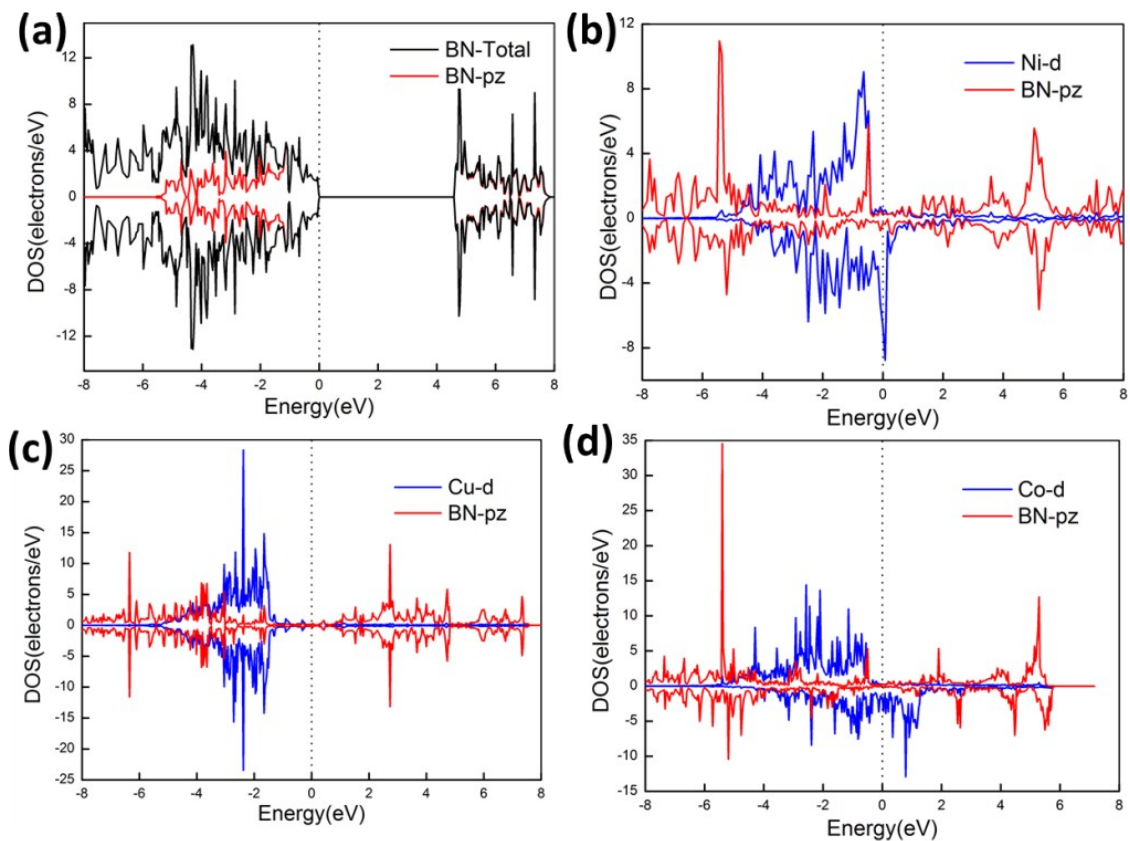 (a)
BN-Total
BN-pz
DOS(electrons/eV)
12
8
4
0
-4
-8
-12
-8 -6 -4 -2 0 2 4 6 8
Energy(eV)
(b)
Ni-d
BN-pz
DOS(electrons/eV)
12
8
4
0
-4
-8
-8 -6 -4 -2 0 2 4 6 8
Energy(eV)
(c)
Cu-d
BN-pz
DOS(electrons/eV)
30
25
20
15
10
5
0
-5
10
15
20
25
-8 -6 -4 -2 0 2 4 6 8
Energy(eV)
(d)
Co-d
BN-pz
DOS(electrons/eV)
35
30
25
20
15
10
5
0
-5
-10
-15
-8 -6 -4 -2 0 2 4 6 8
Energy(eV)